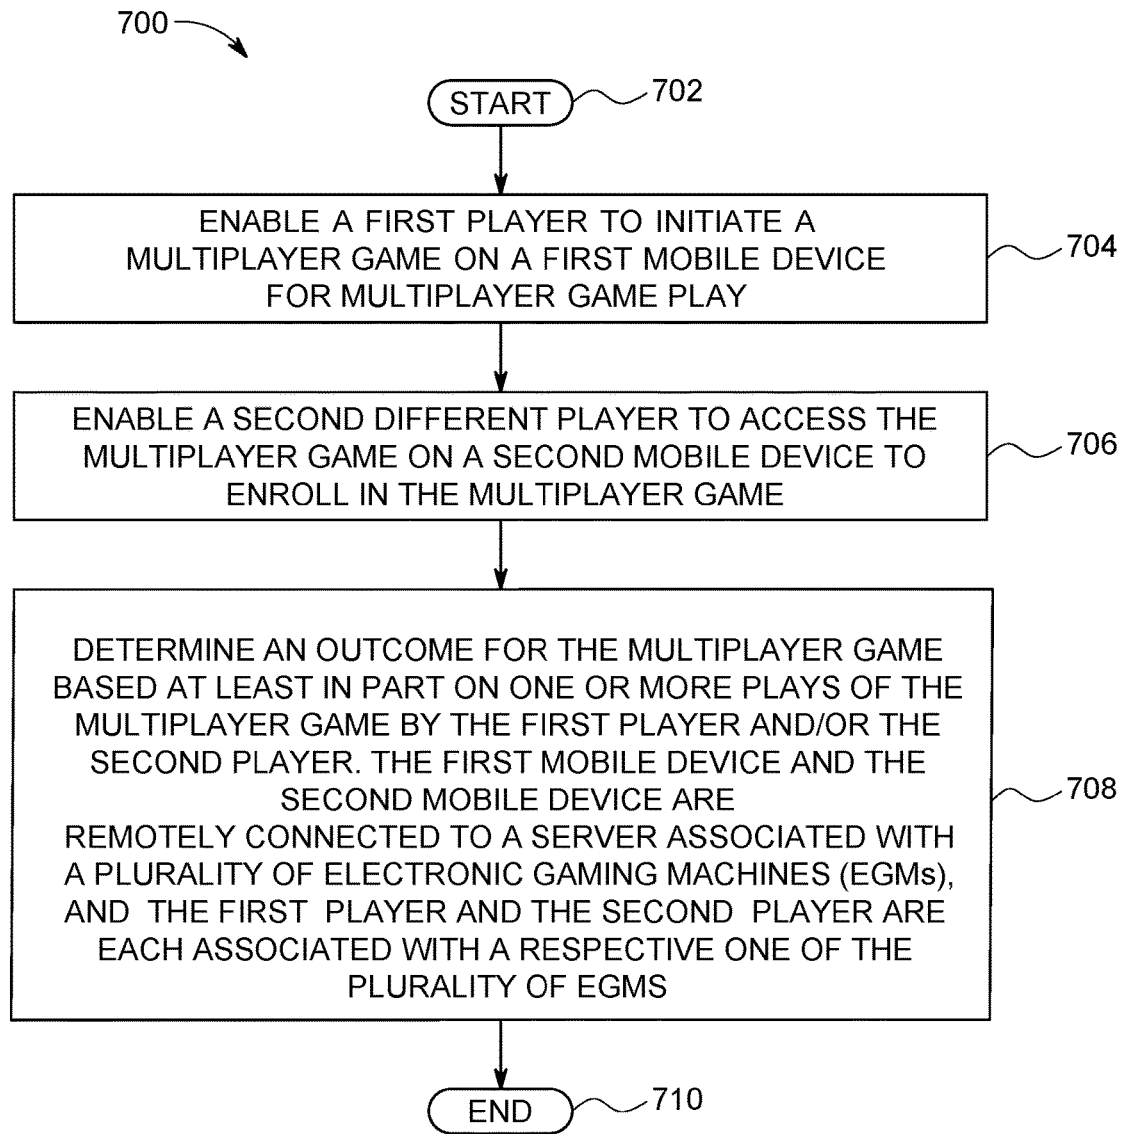 700
START
702
ENABLE A FIRST PLAYER TO INITIATE A
MULTIPLAYER GAME ON A FIRST MOBILE DEVICE
FOR MULTIPLAYER GAME PLAY
704
ENABLE A SECOND DIFFERENT PLAYER TO ACCESS THE
MULTIPLAYER GAME ON A SECOND MOBILE DEVICE TO
ENROLL IN THE MULTIPLAYER GAME
706
DETERMINE AN OUTCOME FOR THE MULTIPLAYER GAME
BASED AT LEAST IN PART ON ONE OR MORE PLAYS OF THE
MULTIPLAYER GAME BY THE FIRST PLAYER AND/OR THE
SECOND PLAYER. THE FIRST MOBILE DEVICE AND THE
SECOND MOBILE DEVICE ARE
REMOTELY CONNECTED TO A SERVER ASSOCIATED WITH
A PLURALITY OF ELECTRONIC GAMING MACHINES (EGMs),
AND THE FIRST PLAYER AND THE SECOND PLAYER ARE
EACH ASSOCIATED WITH A RESPECTIVE ONE OF THE
PLURALITY OF EGMS
708
END
710